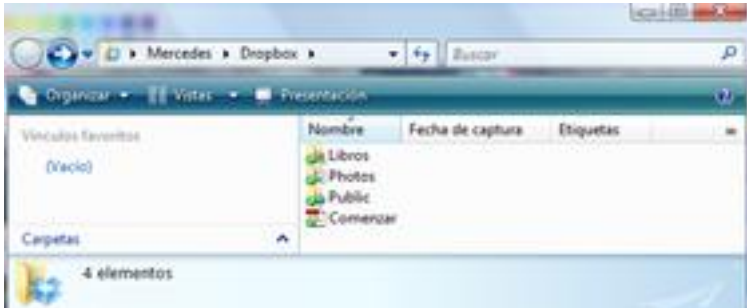 Mercedes Dropbox
Buscar
Organizar Vistas Presentación
Vínculos favoritos
(Vacío)
Carpetas
Nombre Fecha de captura Etiquetas
Libros
Photos
Public
Comenzar
4 elementos